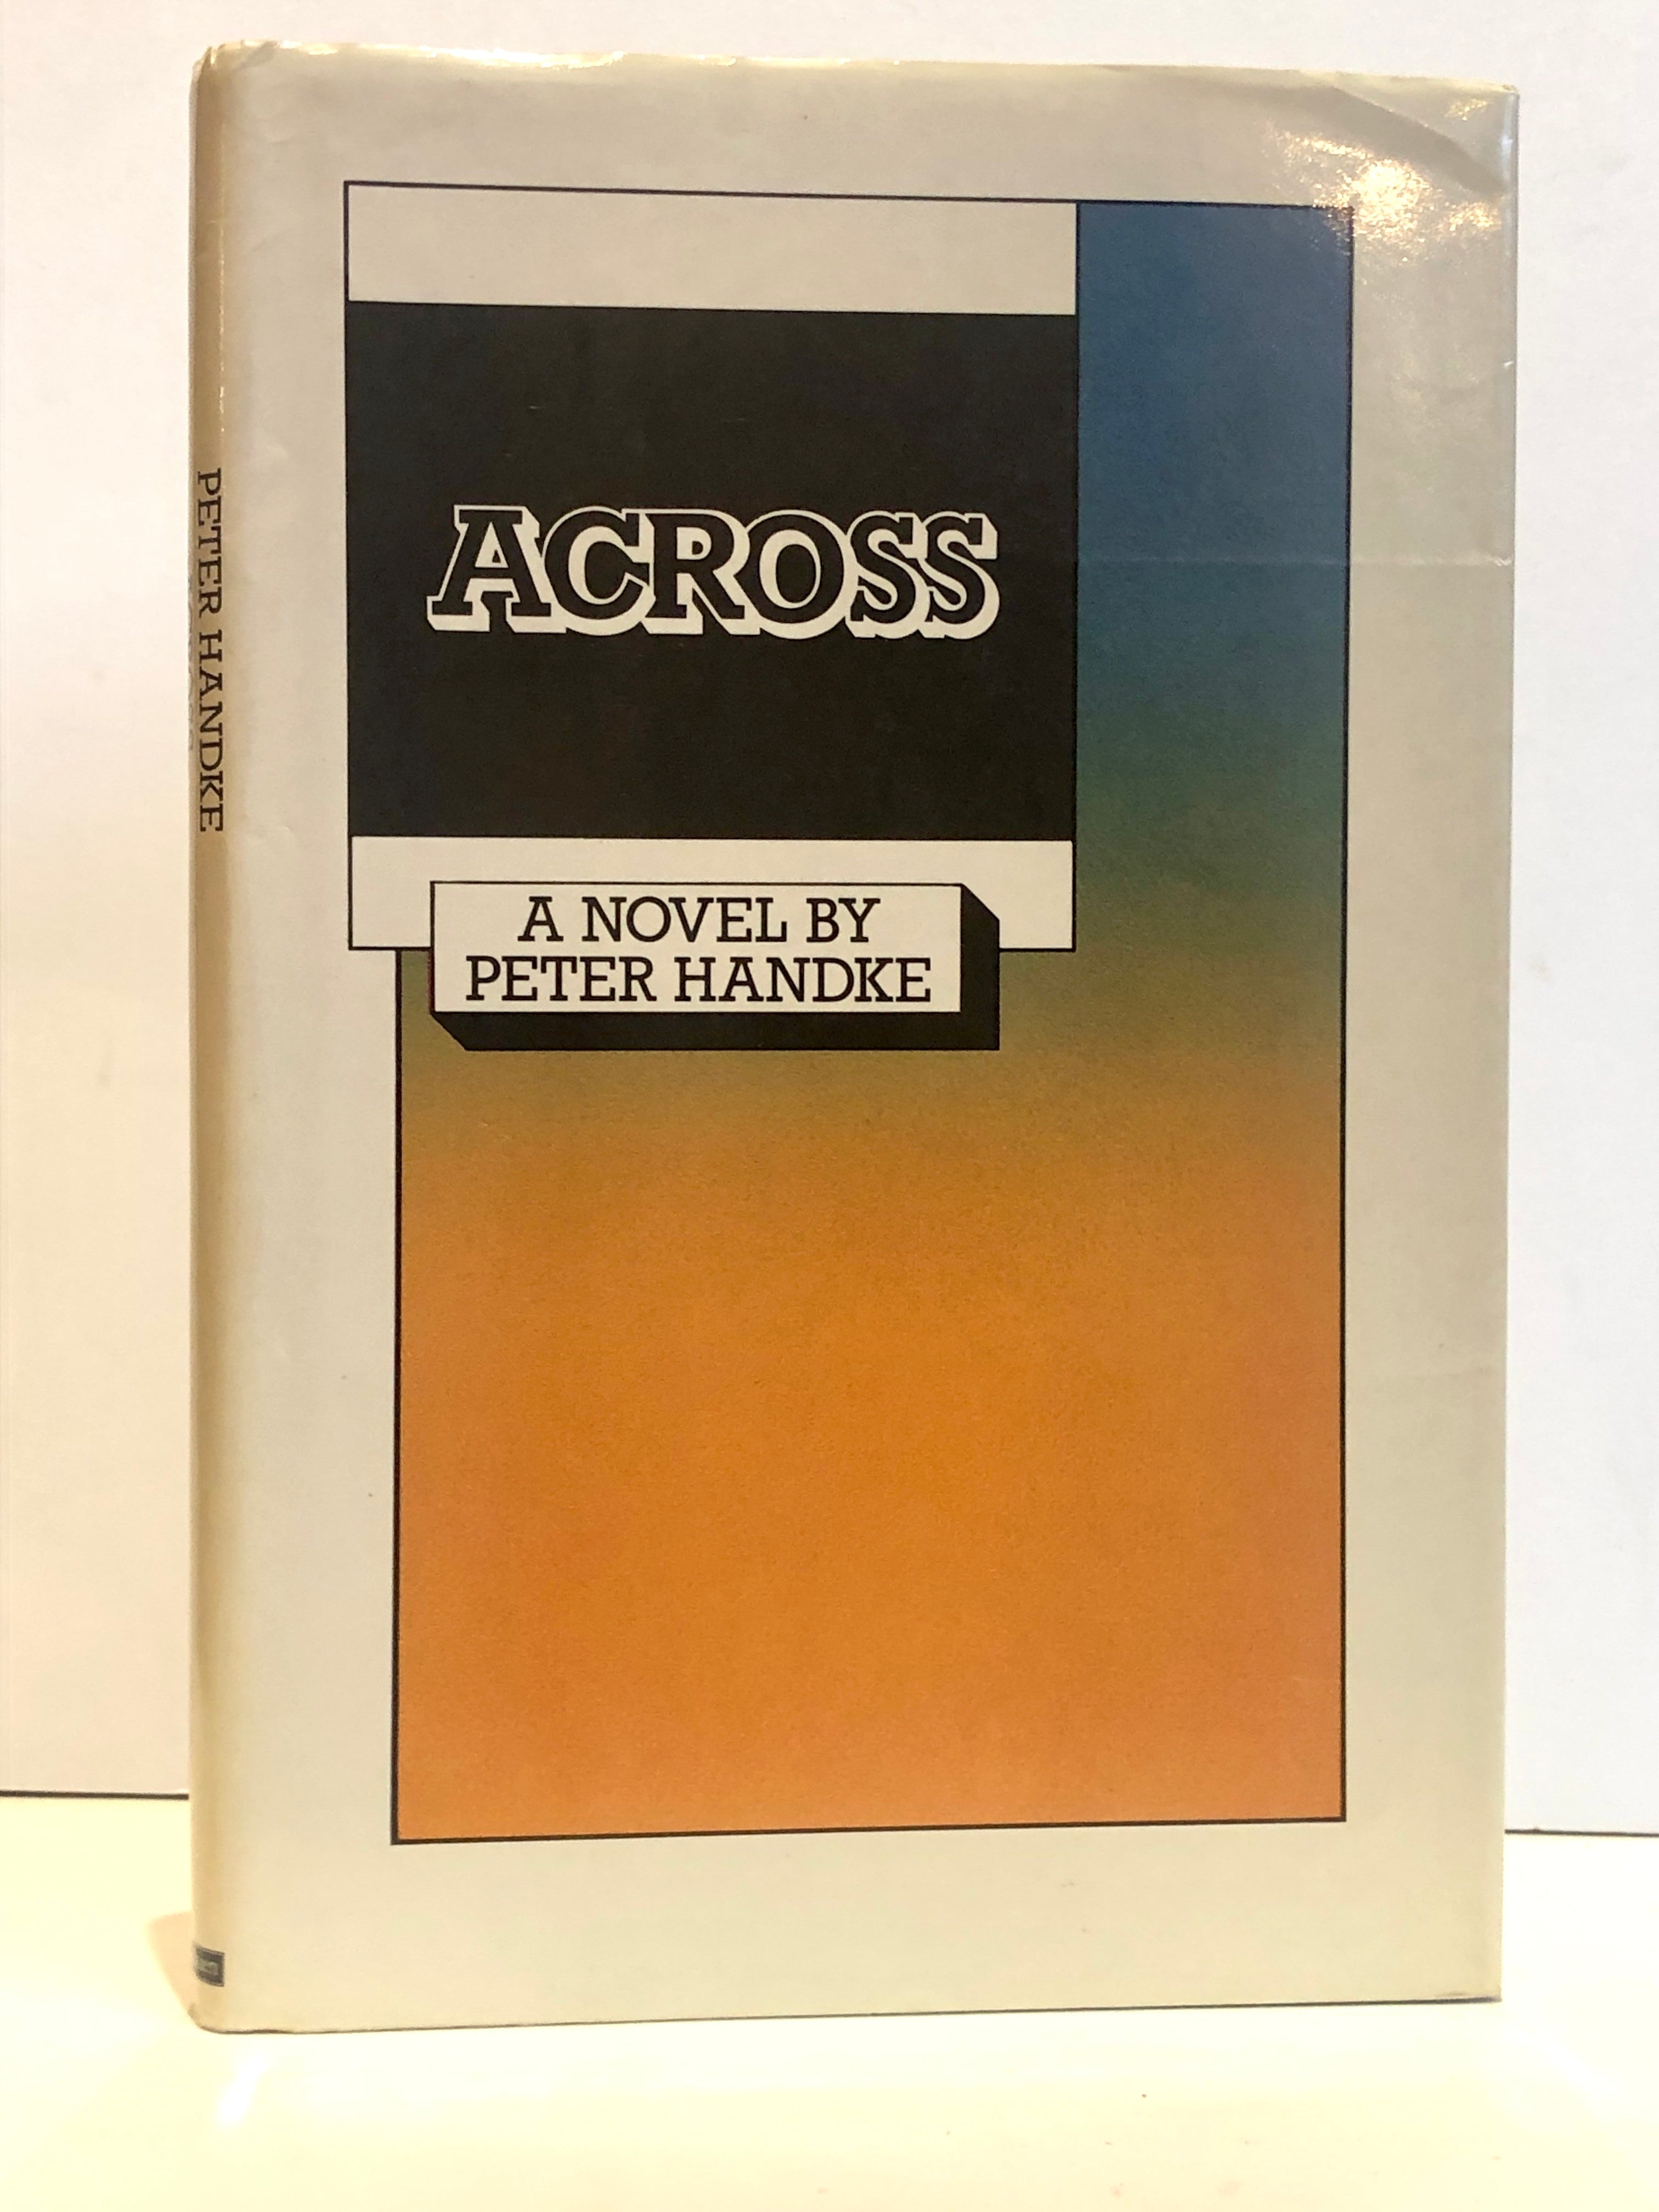 ACROSS
A NOVEL BY
PETER HANDKE
PETER HANDKE